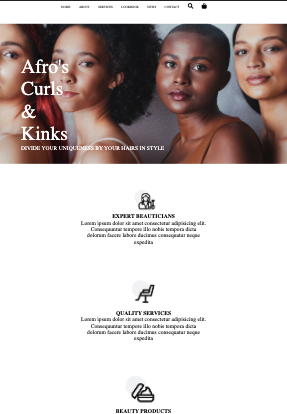 HOME ABOUT SERVICES LOOKBOOK NEWS CONTACT
Afro's
Curls
&
Kinks
DIVIDE YOUR UNIQUENESS BY YOUR HAIRS IN STYLE
EXPERT BEAUTICIANS
Lorem ipsum dolor sit amet consectetur adipisicing elit.
Consequuntur tempore illo nobis tempora dicta
dolorum facere labore ducimus consequatur neque
expedita
QUALITY SERVICES
Lorem ipsum dolor sit amet consectetur adipisicing elit.
Consequuntur tempore illo nobis tempora dicta
dolorum facere labore ducimus consequatur neque
expedita
BEAUTY PRODUCTS